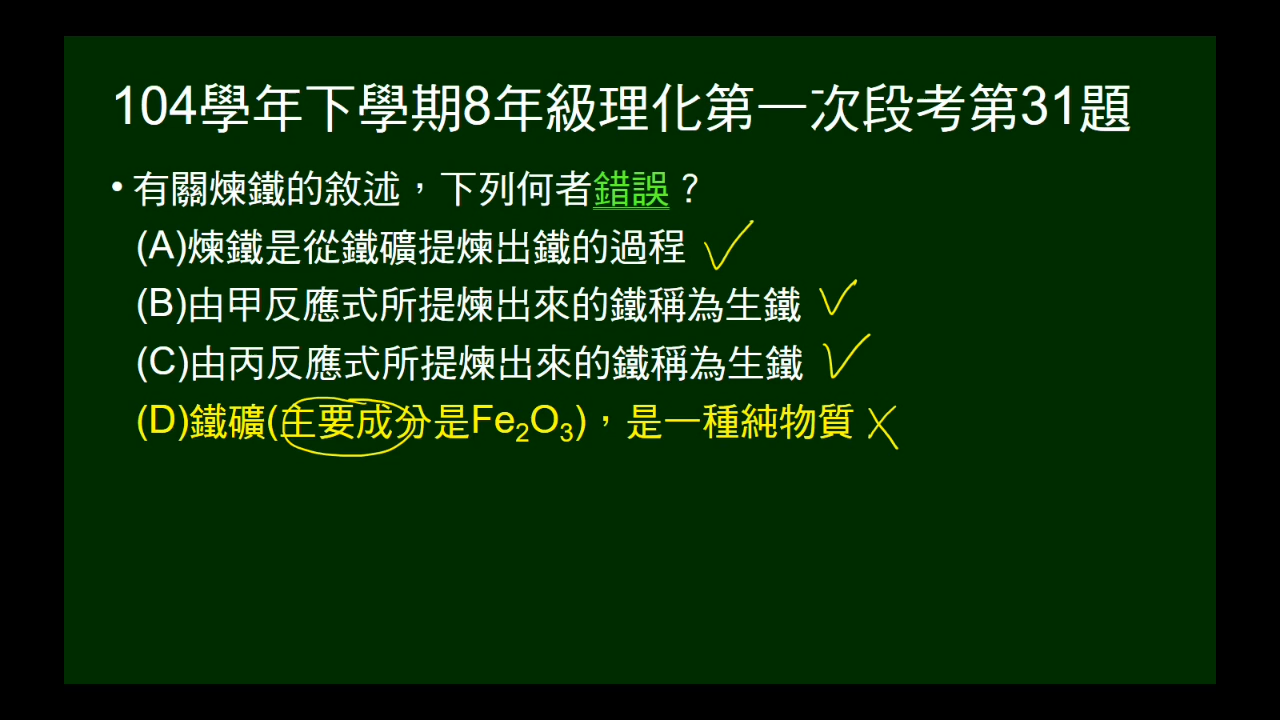 104學年下學期8年級理化第一次段考第31題
• 有關煉鐵的敘述，下列何者錯誤？
(A)煉鐵是從鐵礦提煉出鐵的過程
(B)由甲反應式所提煉出來的鐵稱為生鐵
(C)由丙反應式所提煉出來的鐵稱為生鐵
(D)鐵礦(主要成分是Fe₂O₃)，是一種純物質